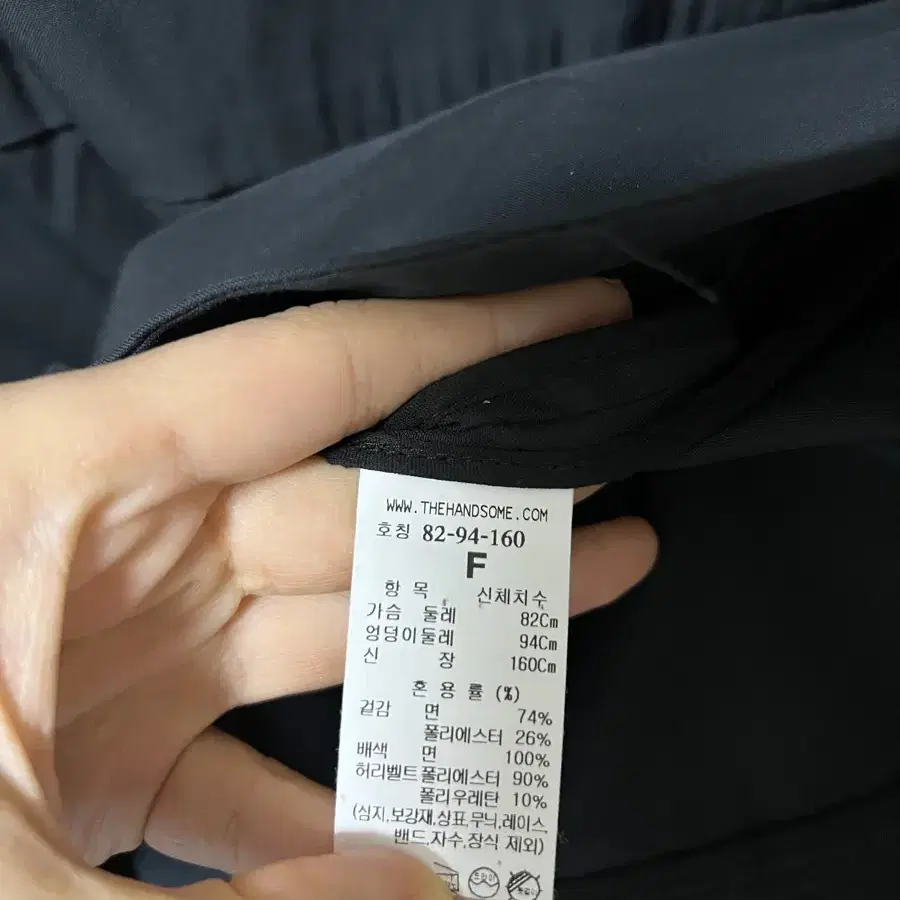 WWW.THEHANDSOME.COM
호칭 82-94-160
F
항 목 신체치수
가슴 둘레 82Cm
엉덩이둘레 94Cm
신 장 160Cm
혼 용 률 (%)
겉감 면 74%
폴리에스터 26%
배색 면 100%
허리벨트폴리에스터 90%
폴리우레탄 10%
(심지,보강재,상표,무늬,레이스,
밴드,자수,장식 제외)